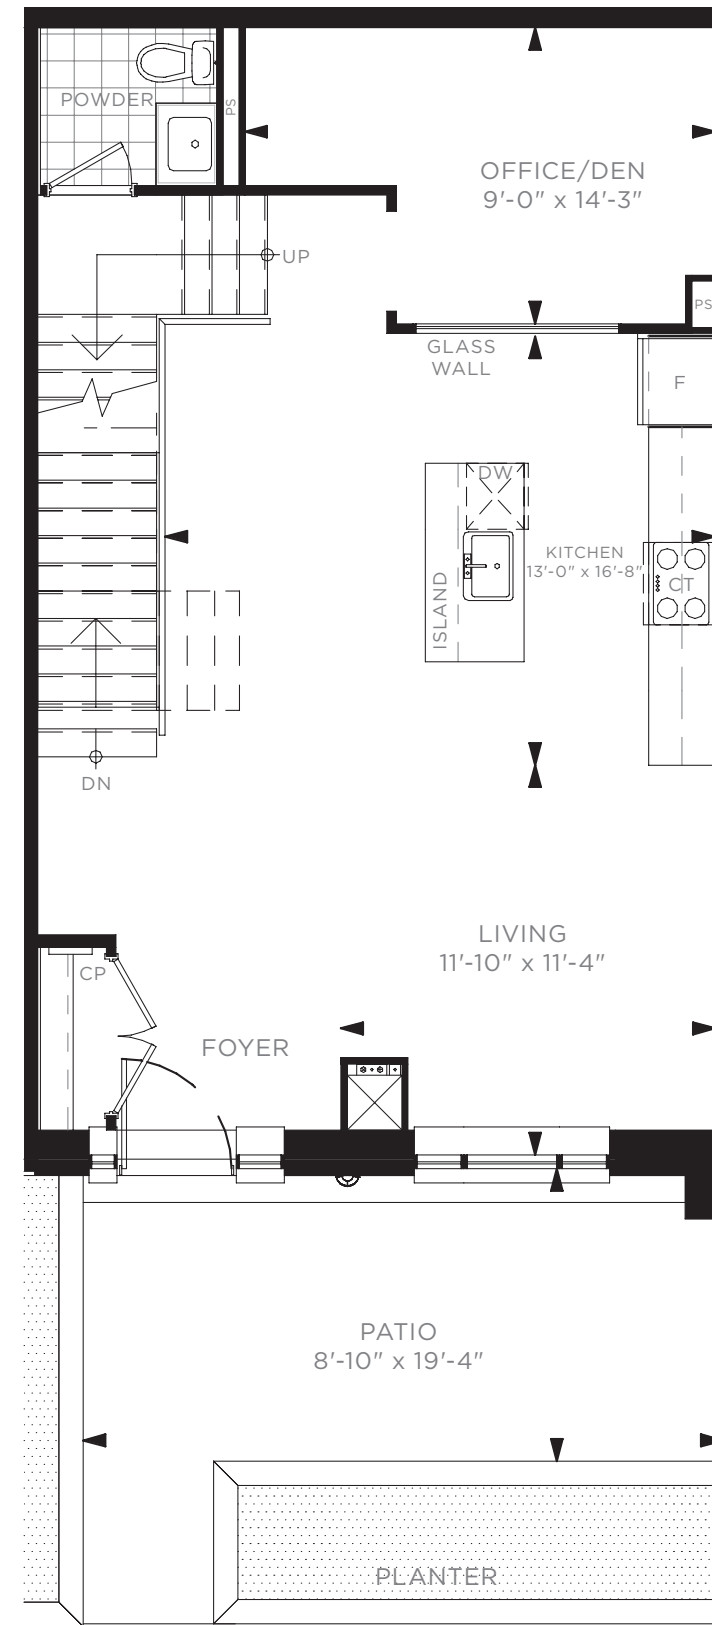 POWDER
PS
OFFICE/DEN
9'-0" x 14'-3"
UP
PS
GLASS
WALL
F
DW
KITCHEN
13'-0" x 16'-8"
CT
ISLAND
DN
LIVING
11'-10" x 11'-4"
CP
FOYER
PATIO
8'-10" x 19'-4"
PLANTER